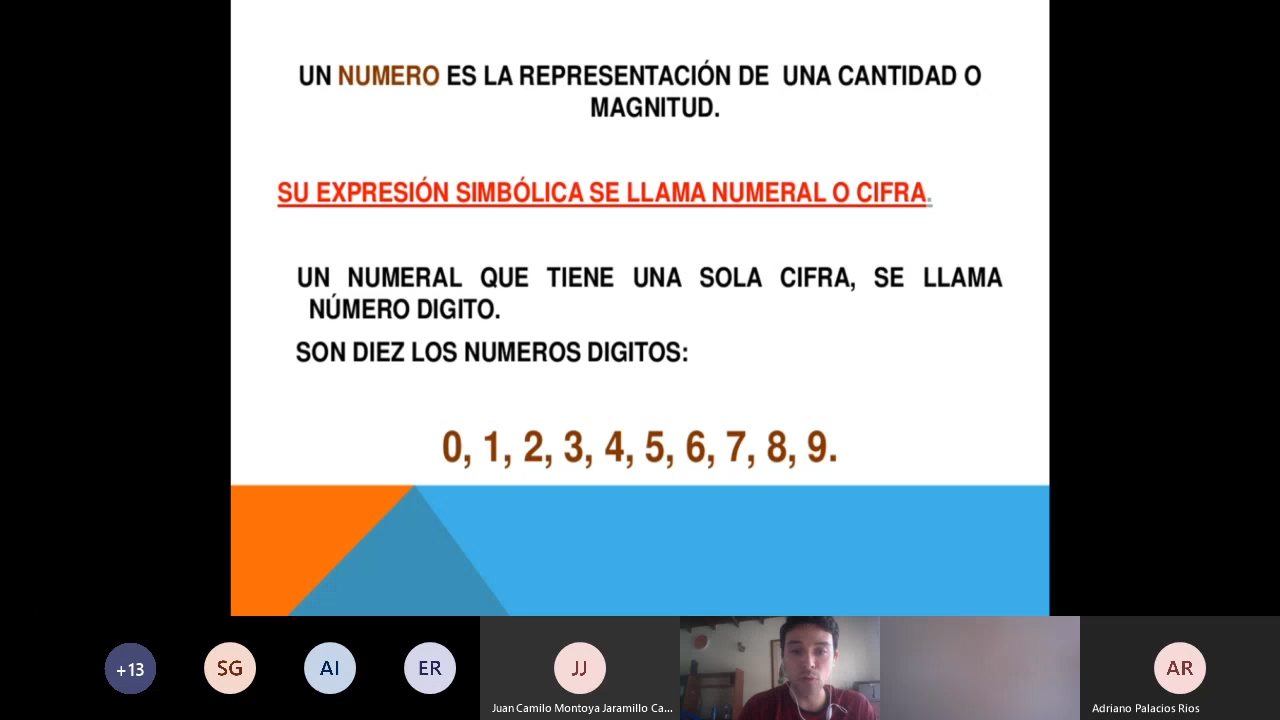 UN NUMERO ES LA REPRESENTACIÓN DE UNA CANTIDAD O
MAGNITUD.
SU EXPRESIÓN SIMBÓLICA SE LLAMA NUMERAL O CIFRA.
UN NUMERAL QUE TIENE UNA SOLA CIFRA, SE LLAMA
NÚMERO DIGITO.
SON DIEZ LOS NUMEROS DIGITOS:
0, 1, 2, 3, 4, 5, 6, 7, 8, 9.
+13
SG
AI
ER
JJ
AR
Juan Camilo Montoya Jaramillo Ca...
Adriano Palacios Rios